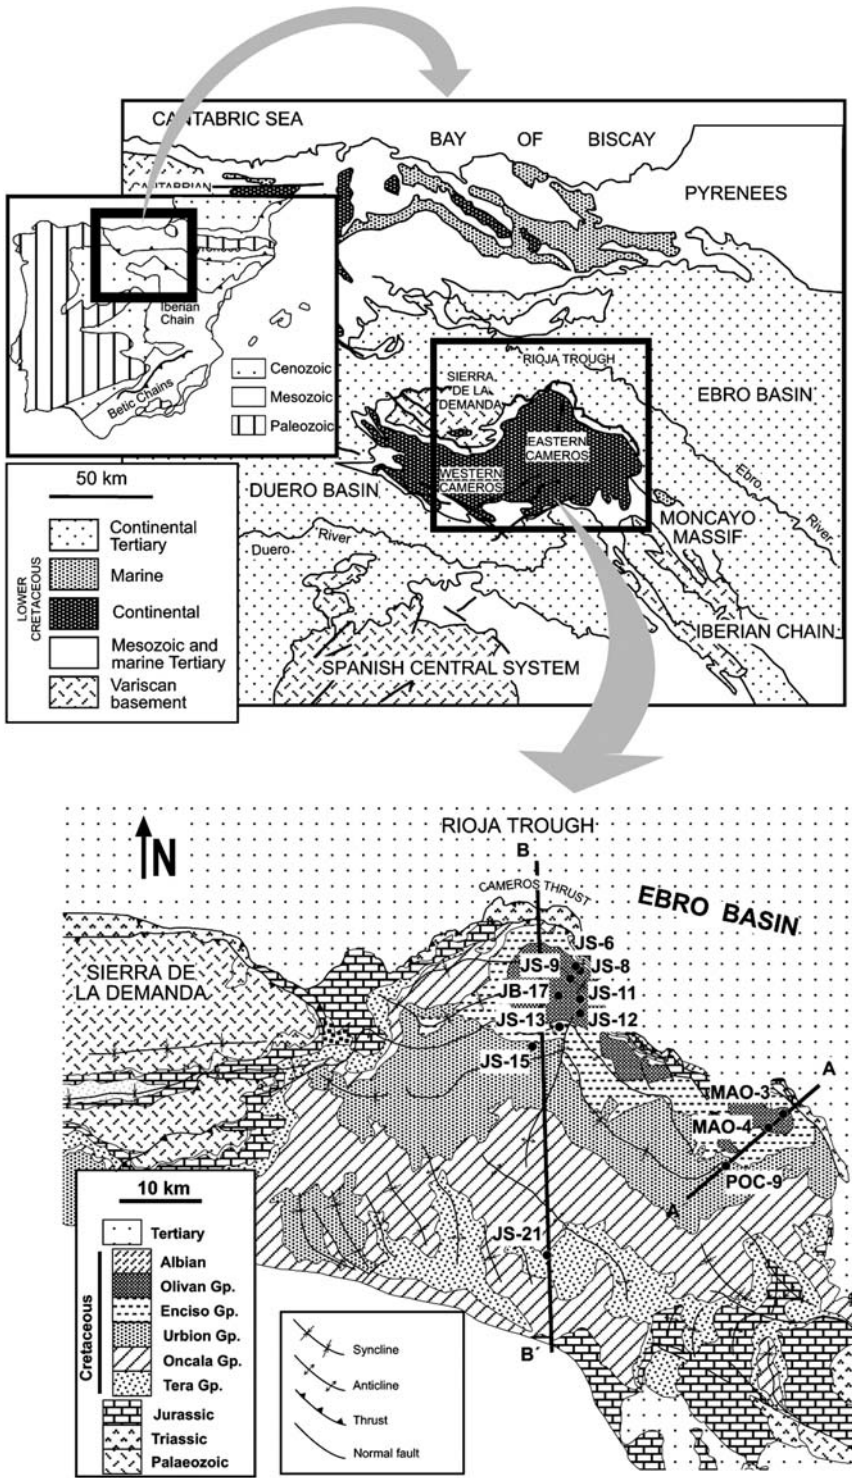 CANTABRIC SEA
BAY OF BISCAY
PYRENEES
CANTABRIAN
Iberian
Chain
Betic Chains
Cenozoic
Mesozoic
Paleozoic
RIOJA TROUGH
SIERRA
DE LA
DEMANDA
EBRO BASIN
EASTERN
CAMEROS
WESTERN
CAMEROS
DUERO BASIN
Ebro
River
MONCAYO
MASSIF
Duero
River
IBERIAN CHAIN
SPANISH CENTRAL SYSTEM
50 km
LOWER
CRETACEOUS
Continental
Tertiary
Marine
Continental
Mesozoic and
marine Tertiary
Variscan
basement
N
RIOJA TROUGH
B
CAMEROS THRUST
EBRO BASIN
SIERRA DE
LA DEMANDA
JS-6
JS-9
JS-8
JB-17
JS-11
JS-13
JS-12
JS-15
A
MAO-3
MAO-4
POC-9
A
JS-21
B´
10 km
Tertiary
Cretaceous
Albian
Olivan Gp.
Enciso Gp.
Urbion Gp.
Oncala Gp.
Tera Gp.
Jurassic
Triassic
Palaeozoic
Syncline
Anticline
Thrust
Normal fault